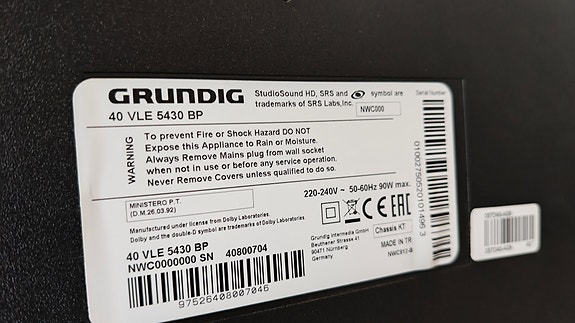 GRUNDIG
StudioSound HD, SRS and symbol are
trademarks of SRS Labs,Inc.
40 VLE 5430 BP
NWC000
WARNING
To prevent Fire or Shock Hazard DO NOT
Expose this Appliance to Rain or Moisture.
Always Remove Mains plug from wall socket
when not in use or before any service operation.
Never Remove Covers unless qualified to do so.
MINISTERO P.T.
(D.M.26.03.92)
220-240V ~ 50-60Hz 90W max.
Manufactured under license from Dolby Laboratories.
Dolby and the double-D symbol are trademarks of Dolby Laboratories.
CE EAC
40 VLE 5430 BP
NWC0000000 SN 40800704
97526408007046
Grundig Intermedia GmbH
Beuthener Strasse 41
90471 Nürnberg
Germany
Chassis KT
MADE IN TR
Serial Number